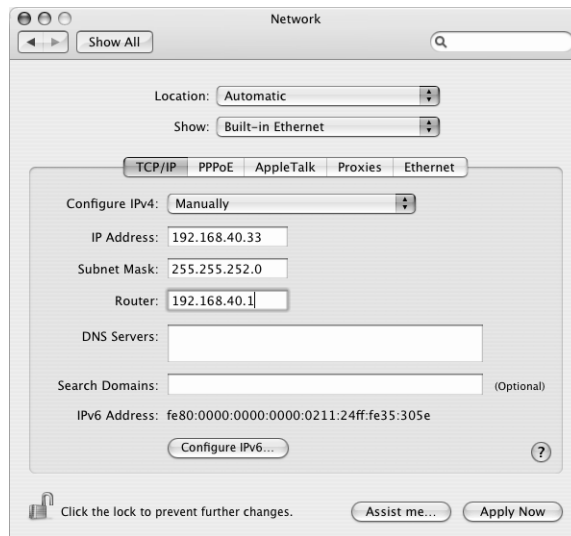 Network
Show All
Location: Automatic
Show: Built-in Ethernet
TCP/IP PPPoE AppleTalk Proxies Ethernet
Configure IPv4: Manually
IP Address: 192.168.40.33
Subnet Mask: 255.255.252.0
Router: 192.168.40.1
DNS Servers:
Search Domains: (Optional)
IPv6 Address: fe80:0000:0000:0000:0211:24ff:fe35:305e
Configure IPv6...
?
Click the lock to prevent further changes. Assist me... Apply Now